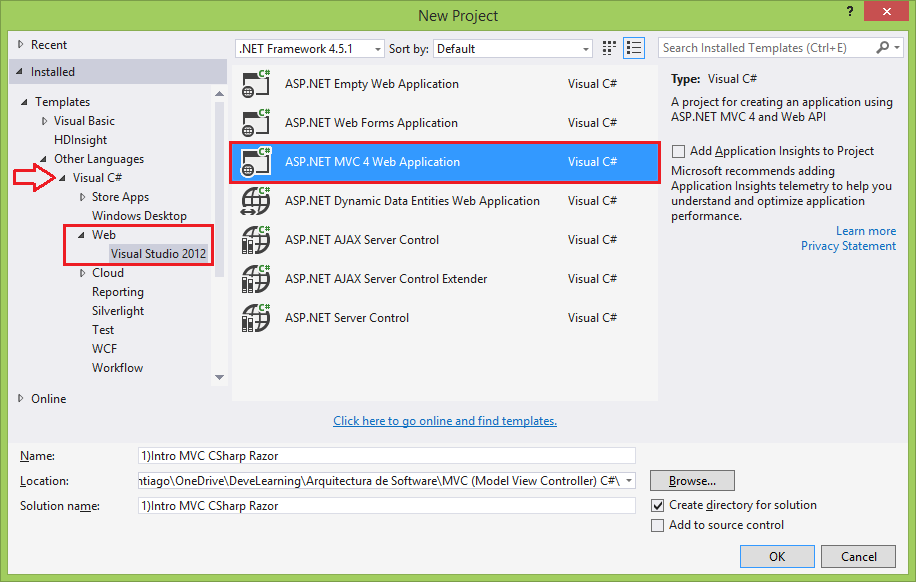 New Project
?
Recent
Installed
Templates
Visual Basic
HDInsight
Other Languages
Visual C#
Store Apps
Windows Desktop
Web
Visual Studio 2012
Cloud
Reporting
Silverlight
Test
WCF
Workflow
Online
.NET Framework 4.5.1 Sort by: Default
C# ASP.NET Empty Web Application Visual C#
C# ASP.NET Web Forms Application Visual C#
C# ASP.NET MVC 4 Web Application Visual C#
C# ASP.NET Dynamic Data Entities Web Application Visual C#
C# ASP.NET AJAX Server Control Visual C#
C# ASP.NET AJAX Server Control Extender Visual C#
C# ASP.NET Server Control Visual C#
Click here to go online and find templates.
Search Installed Templates (Ctrl+E)
Type: Visual C#
A project for creating an application using
ASP.NET MVC 4 and Web API
Add Application Insights to Project
Microsoft recommends adding
Application Insights telemetry to help you
understand and optimize application
performance.
Learn more
Privacy Statement
Name: 1)Intro MVC CSharp Razor
Location: ntiago\OneDrive\DeveLearning\Arquitectura de Software\MVC (Model View Controller) C#\
Browse...
Solution name: 1)Intro MVC CSharp Razor
Create directory for solution
Add to source control
OK Cancel